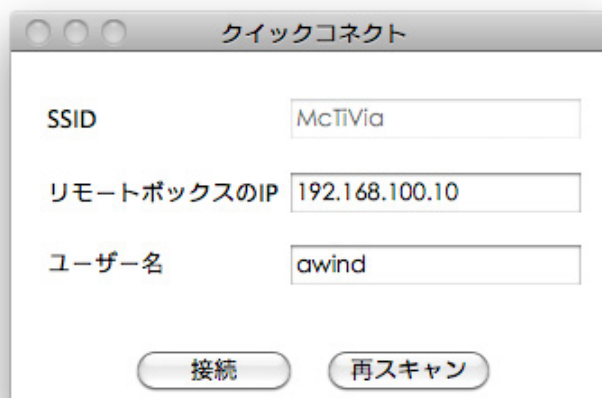 クイックコネクト
SSID McTiVia
リモートボックスのIP 192.168.100.10
ユーザー名 awind
接続 再スキャン